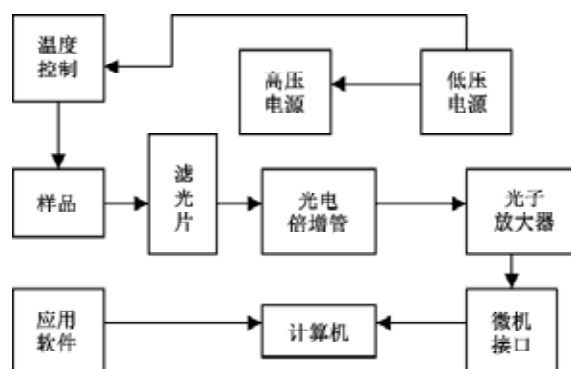 温度
控制
高压
电源
低压
电源
样品
滤
光
片
光电
倍增管
光子
放大器
应用
软件
计算机
微机
接口